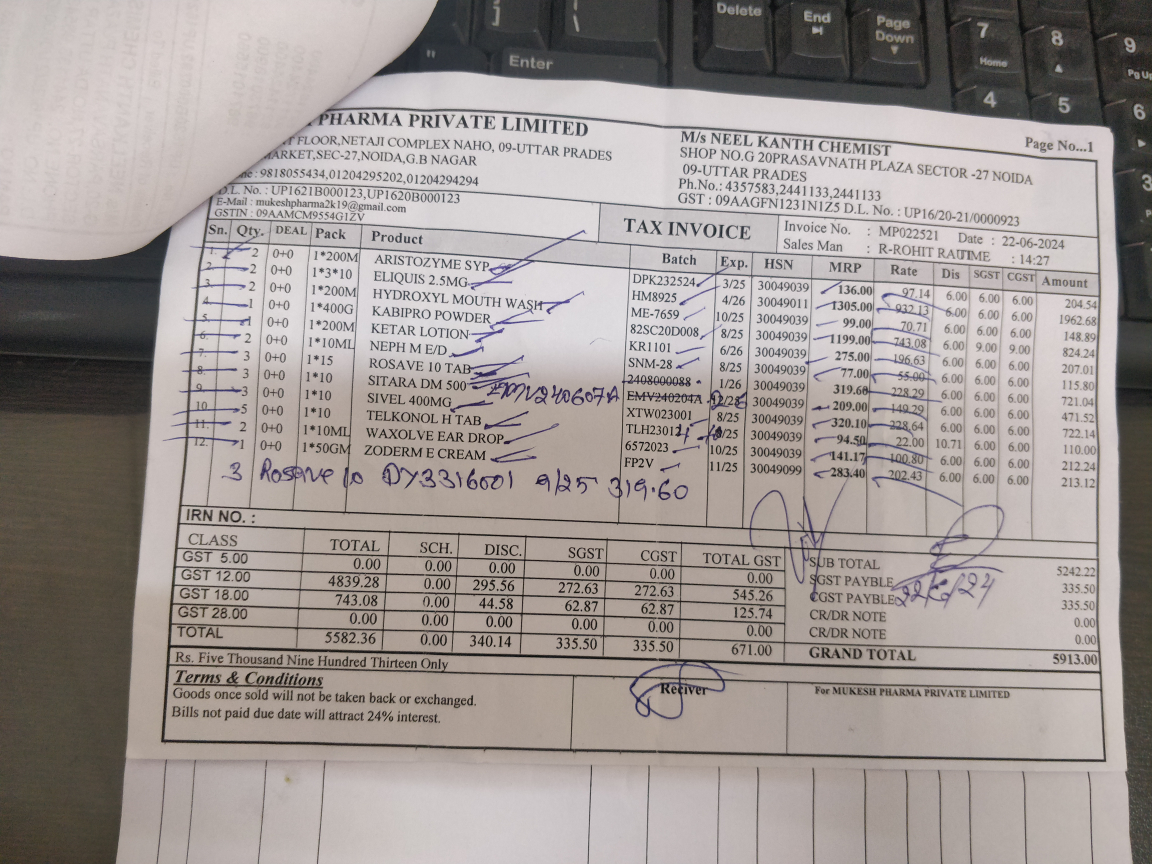 PHARMA PRIVATE LIMITED
FLOOR,NETAJI COMPLEX NAHO, 09-UTTAR PRADES
MARKET,SEC-27,NOIDA,G.B NAGAR
: 9818055434,01204295202,01204294294
D.L. No. : UP1621B000123,UP1620B000123
E-Mail : mukeshpharma2k19@gmail.com
GSTIN : 09AAMCM9554G1ZV
M/s NEEL KANTH CHEMIST
Page No...1
SHOP NO.G 20PRASAVNATH PLAZA SECTOR -27 NOIDA
09-UTTAR PRADES
Ph.No.: 4357583,2441133,2441133
GST : 09AAGFN1231N1Z5 D.L. No. : UP16/20-21/0000923
TAX INVOICE
Invoice No. : MP022521 Date : 22-06-2024
Sales Man : R-ROHIT RAUTIME : 14:27
Sn. Qty. DEAL Pack Product Batch Exp. HSN MRP Rate Dis SGST CGST Amount
1. 2 0+0 1*200M ARISTOZYME SYP DPK232524 3/25 30049039 136.00 97.14 6.00 6.00 6.00 204.54
2. 2 0+0 1*3*10 ELIQUIS 2.5MG HM8925 4/26 30049011 1305.00 932.13 6.00 6.00 6.00 1962.68
3. 2 0+0 1*200M HYDROXYL MOUTH WASH ME-7659 10/25 30049039 99.00 70.71 6.00 6.00 6.00 148.89
4. 1 0+0 1*400G KABIPRO POWDER 82SC20D008 8/25 1199.00 743.08 6.00 9.00 9.00 824.24
5. 1 0+0 1*200M KETAR LOTION KR1101 6/26 30049039 275.00 196.63 6.00 6.00 6.00 207.01
6. 2 0+0 1*10ML NEPH M E/D SNM-28 8/25 30049039 77.00 55.00 6.00 6.00 6.00 115.80
7. 3 0+0 1*15 ROSAVE 10 TAB 2408000088 1/26 30049039 319.60 228.29 6.00 6.00 6.00 721.04
8. 3 0+0 1*10 SITARA DM 500 EMV240607A EMV240204A 12/25 30049039 209.00 149.29 6.00 6.00 6.00 471.52
9. 3 0+0 1*10 SIVEL 400MG XTW023001 8/25 30049039 320.10 228.64 6.00 6.00 6.00 722.14
10. 5 0+0 1*10 TELKONOL H TAB 30049039 94.50 22.00 10.71 6.00 6.00 110.00
11. 2 0+0 1*10ML WAXOLVE EAR DROP 6572023 10/25 30049039 141.17 100.80 6.00 6.00 6.00 212.24
12. 1 0+0 1*50GM ZODERM E CREAM FP2V 11/25 30049099 283.40 202.43 6.00 6.00 6.00 213.12
3 Rosave 10 DY3316001 9/25 319.60
IRN NO. :
CLASS TOTAL SCH. DISC. SGST CGST TOTAL GST
GST 5.00 0.00 0.00 0.00 0.00 0.00 0.00
GST 12.00 4839.28 0.00 295.56 272.63 272.63 545.26
GST 18.00 743.08 0.00 44.58 62.87 62.87 125.74
GST 28.00 0.00 0.00 0.00 0.00 0.00 0.00
TOTAL 5582.36 0.00 340.14 335.50 335.50 671.00
SUB TOTAL 5242.22
SGST PAYBLE 335.50
CGST PAYBLE 335.50
22/6/24
CR/DR NOTE 0.00
CR/DR NOTE 0.00
GRAND TOTAL 5913.00
Rs. Five Thousand Nine Hundred Thirteen Only
Terms & Conditions
Goods once sold will not be taken back or exchanged.
Bills not paid due date will attract 24% interest.
Reciver
For MUKESH PHARMA PRIVATE LIMITED
Delete
End
Page Down
Enter
7 Home
8
9 Pg Up
4
5
6
3